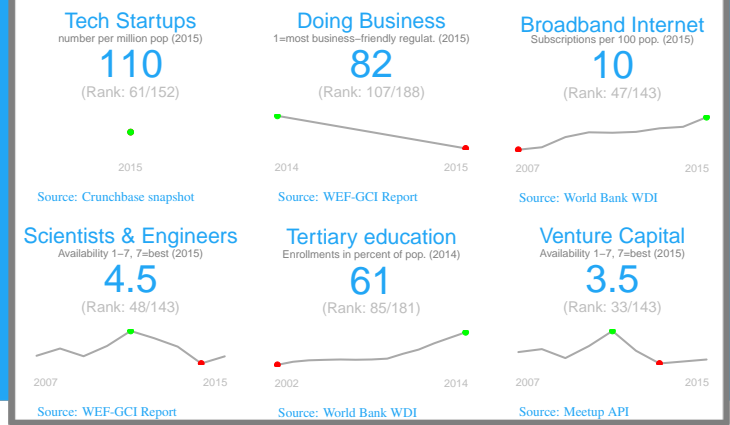 Tech Startups
number per million pop (2015)
110
(Rank: 61/152)
2015
Source: Crunchbase snapshot
Doing Business
1=most business−friendly regulat. (2015)
82
(Rank: 107/188)
2014 2015
Source: WEF-GCI Report
Broadband Internet
Subscriptions per 100 pop. (2015)
10
(Rank: 47/143)
2007 2015
Source: World Bank WDI
Scientists & Engineers
Availability 1−7, 7=best (2015)
4.5
(Rank: 48/143)
2007 2015
Source: WEF-GCI Report
Tertiary education
Enrollments in percent of pop. (2014)
61
(Rank: 85/181)
2002 2014
Source: World Bank WDI
Venture Capital
Availability 1−7, 7=best (2015)
3.5
(Rank: 33/143)
2007 2015
Source: Meetup API